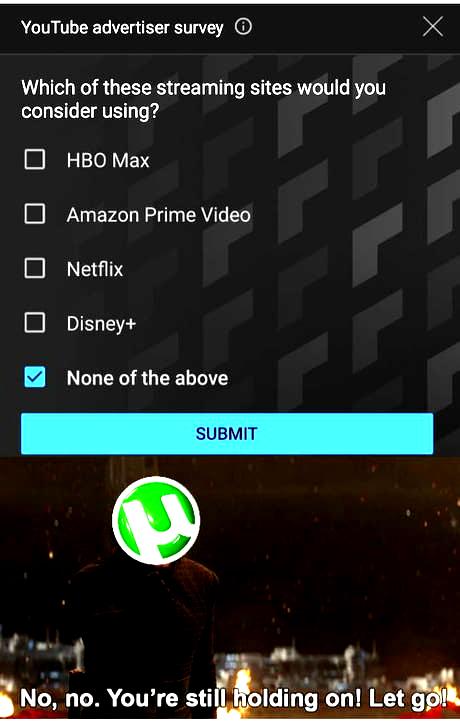 YouTube advertiser survey
Which of these streaming sites would you
consider using?
HBO Max
Amazon Prime Video
Netflix
Disney+
None of the above
SUBMIT
µ
No, no. You're still holding on! Let go!